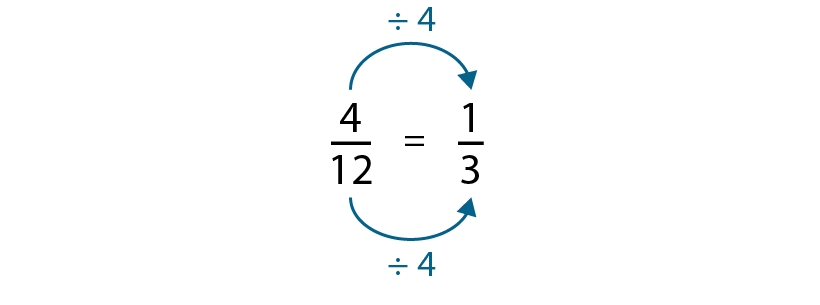 ÷ 4
4/12 = 1/3
÷ 4